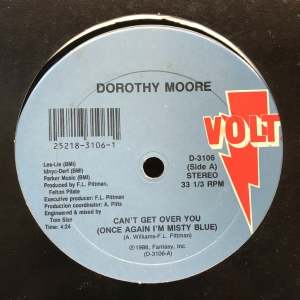 DOROTHY MOORE
25218-3106-1
VOLT
Les-Lin (BMI)
Idnyc-Derf (BMI)
Parker Music (BMI)
Produced by F.L. Pittman,
Felton Pilate
Executive producer: F.L. Pittman
Production coordinator: A. Pitts
Engineered & mixed by
Tom Size
Time: 4:24
D-3106
(Side A)
STEREO
33 1/3 RPM
CAN'T GET OVER YOU
(ONCE AGAIN I'M MISTY BLUE)
(A. Williams-F.L. Pittman)
℗1988, Fantasy, Inc.
(D-3106-A)